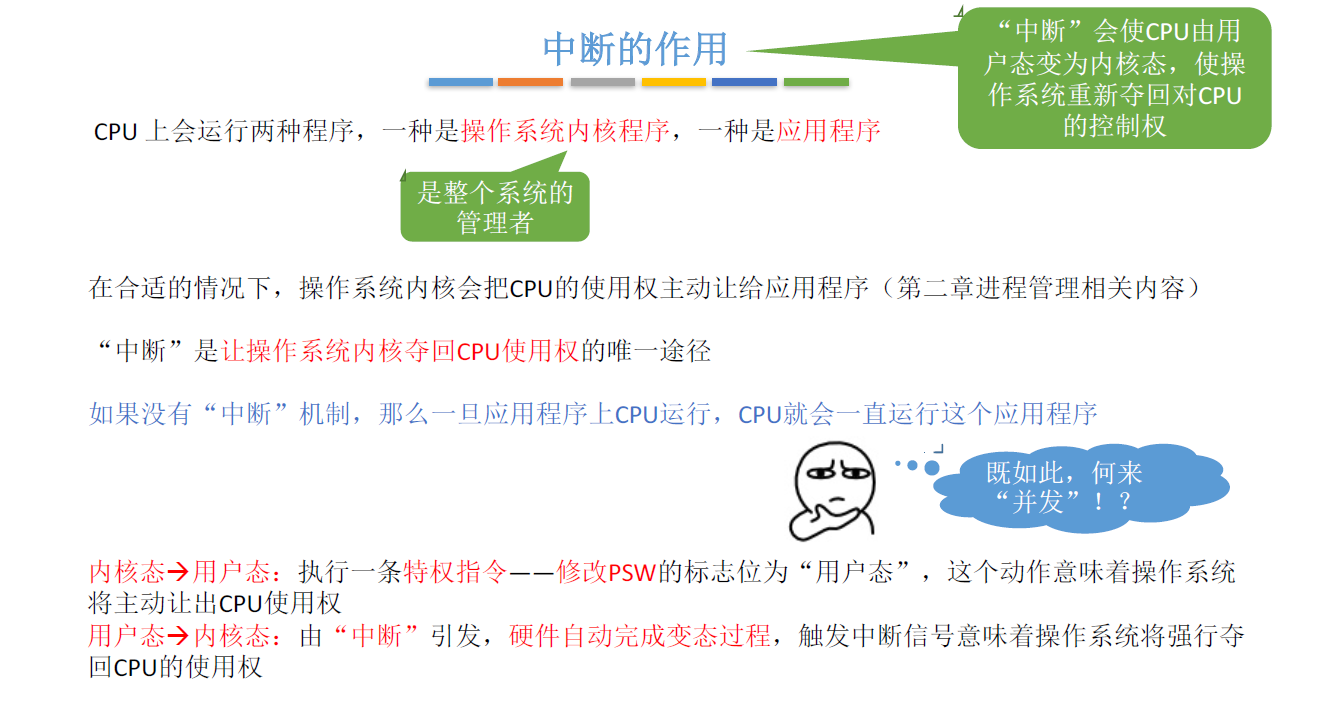 中断的作用
“中断”会使CPU由用
户态变为内核态，使操
作系统重新夺回对CPU
的控制权
CPU 上会运行两种程序，一种是操作系统内核程序，一种是应用程序
是整个系统的
管理者
在合适的情况下，操作系统内核会把CPU的使用权主动让给应用程序（第二章进程管理相关内容）
“中断”是让操作系统内核夺回CPU使用权的唯一途径
如果没有“中断”机制，那么一旦应用程序上CPU运行，CPU就会一直运行这个应用程序
既如此，何来
“并发”！？
内核态→用户态：执行一条特权指令——修改PSW的标志位为“用户态”，这个动作意味着操作系统
将主动让出CPU使用权
用户态→内核态：由“中断”引发，硬件自动完成变态过程，触发中断信号意味着操作系统将强行夺
回CPU的使用权